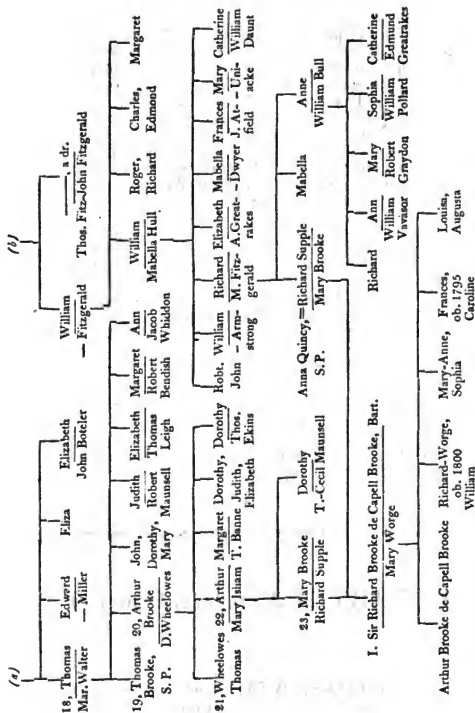 (a) (b)
18, Thomas Edward Eliza Elizabeth William ——, a dr.
Mar. Walter — Miller John Boteler — Fitzgerald Thos. Fitz-John Fitzgerald
19, Thomas 20, Arthur John, Judith Elizabeth Margaret Ann William Roger, Charles, Margaret
Brooke, Brooke Dorothy, Robert Thomas Robert Jacob Mabella Hull Richard Edmond
S. P. D. Wheelowes Mary Maunsell Leigh Bendish Whiddon
21, Wheelowes 22, Arthur Margaret Dorothy, Dorothy Robt. William Richard Elizabeth Mabella Frances Mary Catherine
Thomas Mary Isham T. Banne Judith, Thos. John – Arm- M. Fitz- A. Great- – Dwyer J. At- – Uni- William
Elizabeth Ekins strong gerald rakes field acke Daunt
23, Mary Brooke Dorothy Anna Quincy, = Richard Supple Mabella Anne
Richard Supple T.-Cecil Maunsell S. P. Mary Brooke William Bull
I. Sir Richard Brooke de Capell Brooke, Bart. Richard Ann Mary Sophia Catherine
Mary Worge William Robert William Edmund
Vavasor Graydon Pollard Greatrakes
Arthur Brooke de Capell Brooke Richard-Worge, Mary-Anne, Frances, Louisa,
ob. 1800 Sophia ob. 1795 Augusta
William Caroline